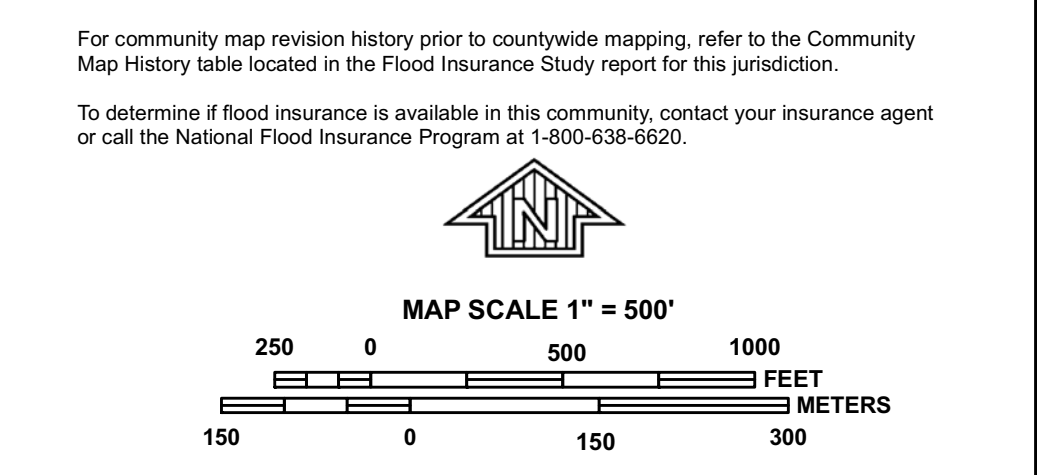 For community map revision history prior to countywide mapping, refer to the Community
Map History table located in the Flood Insurance Study report for this jurisdiction.
To determine if flood insurance is available in this community, contact your insurance agent
or call the National Flood Insurance Program at 1-800-638-6620.
N
MAP SCALE 1" = 500'
250 0 500 1000
FEET
METERS
150 0 150 300